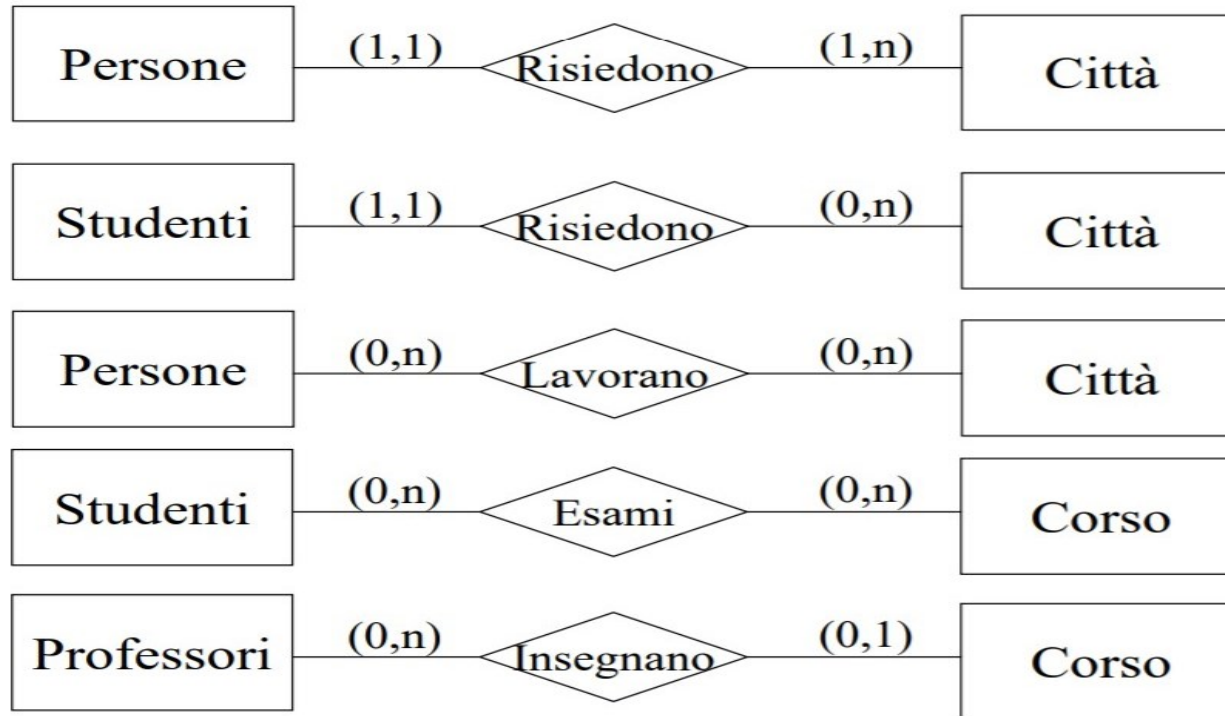 Persone (1,1) Risiedono (1,n) Città
Studenti (1,1) Risiedono (0,n) Città
Persone (0,n) Lavorano (0,n) Città
Studenti (0,n) Esami (0,n) Corso
Professori (0,n) Insegnano (0,1) Corso